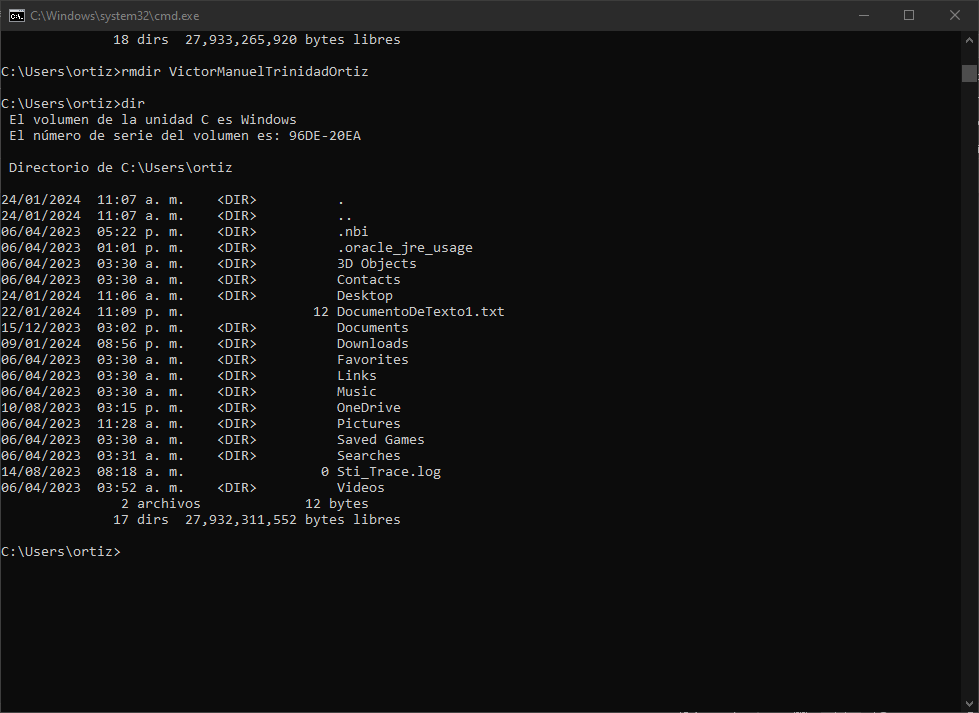 C:\Windows\system32\cmd.exe
18 dirs  27,933,265,920 bytes libres
C:\Users\ortiz>rmdir VictorManuelTrinidadOrtiz
C:\Users\ortiz>dir
El volumen de la unidad C es Windows
El número de serie del volumen es: 96DE-20EA
Directorio de C:\Users\ortiz
24/01/2024  11:07 a. m.    <DIR>          .
24/01/2024  11:07 a. m.    <DIR>          ..
06/04/2023  05:22 p. m.    <DIR>          .nbi
06/04/2023  01:01 p. m.    <DIR>          .oracle_jre_usage
06/04/2023  03:30 a. m.    <DIR>          3D Objects
06/04/2023  03:30 a. m.    <DIR>          Contacts
24/01/2024  11:06 a. m.    <DIR>          Desktop
22/01/2024  11:09 p. m.                12 DocumentoDeTexto1.txt
15/12/2023  03:02 p. m.    <DIR>          Documents
09/01/2024  08:56 p. m.    <DIR>          Downloads
06/04/2023  03:30 a. m.    <DIR>          Favorites
06/04/2023  03:30 a. m.    <DIR>          Links
06/04/2023  03:30 a. m.    <DIR>          Music
10/08/2023  03:15 p. m.    <DIR>          OneDrive
06/04/2023  11:28 a. m.    <DIR>          Pictures
06/04/2023  03:30 a. m.    <DIR>          Saved Games
06/04/2023  03:31 a. m.    <DIR>          Searches
14/08/2023  08:18 a. m.                 0 Sti_Trace.log
06/04/2023  03:52 a. m.    <DIR>          Videos
2 archivos             12 bytes
17 dirs  27,932,311,552 bytes libres
C:\Users\ortiz>